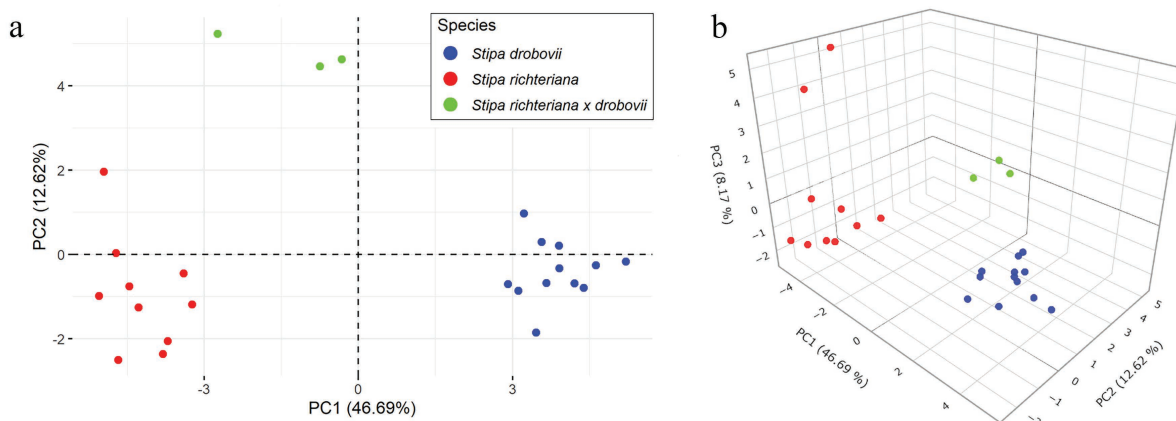 a
Species
Stipa drobovii
Stipa richteriana
Stipa richteriana x drobovii
4
2
0
-2
PC2 (12.62%)
-3
0
3
PC1 (46.69%)
b
5
4
3
2
1
0
−1
−2
PC3 (8.17 %)
−4
−2
0
2
4
PC1 (46.69 %)
5
4
3
2
1
0
−1
PC2 (12.62 %)